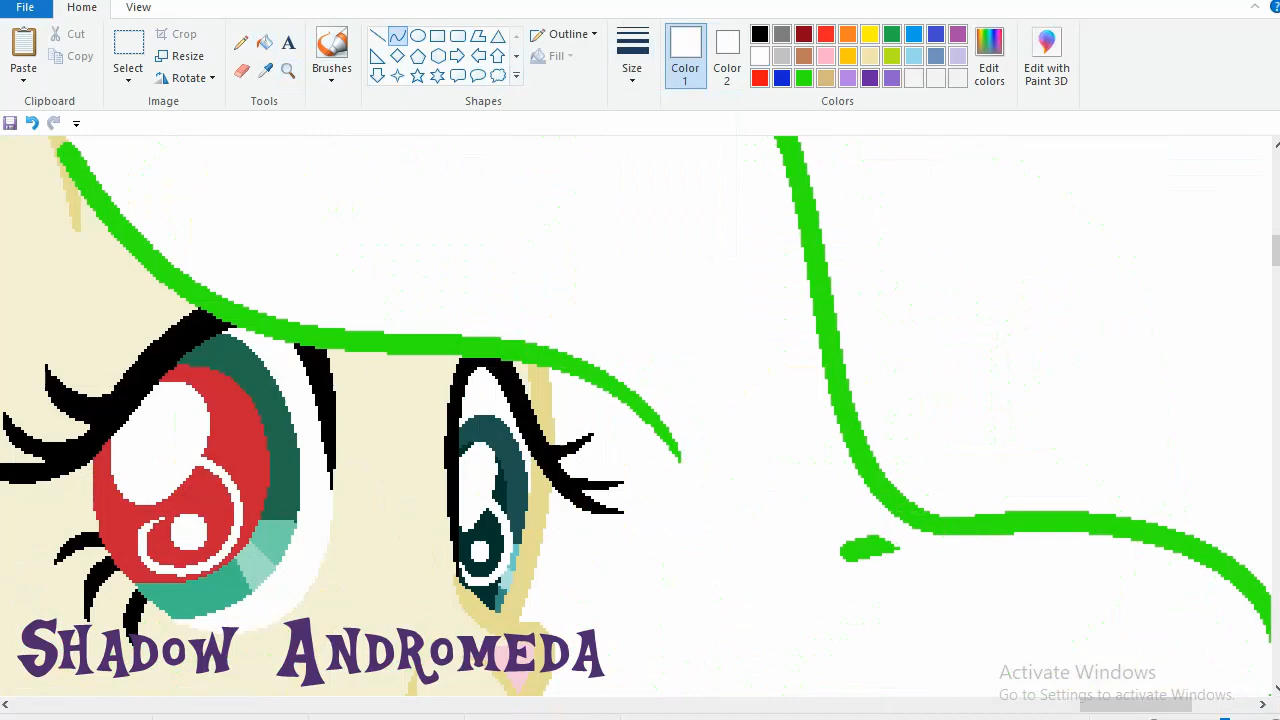 File
Home
View
Paste
Cut
Copy
Clipboard
Select
Crop
Resize
Rotate
Image
Tools
Brushes
Shapes
Outline
Fill
Size
Color 1
Color 2
Edit colors
Colors
Edit with Paint 3D
Shadow Andromeda
Activate Windows
Go to Settings to activate Windows.